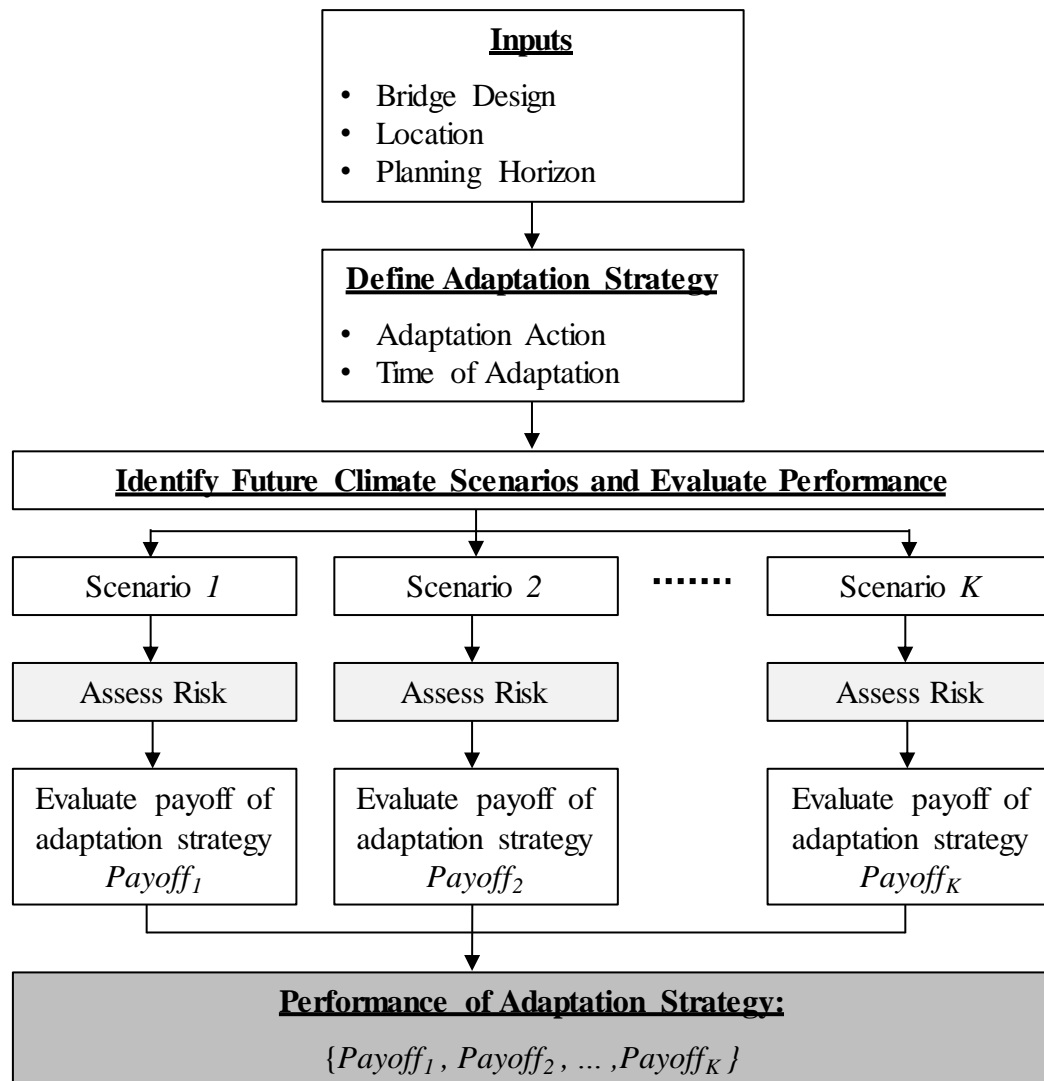 Inputs
• Bridge Design
• Location
• Planning Horizon
Define Adaptation Strategy
• Adaptation Action
• Time of Adaptation
Identify Future Climate Scenarios and Evaluate Performance
Scenario 1
Scenario 2
.......
Scenario K
Assess Risk
Assess Risk
Assess Risk
Evaluate payoff of
adaptation strategy
Payoff₁
Evaluate payoff of
adaptation strategy
Payoff₂
Evaluate payoff of
adaptation strategy
Payoff_K
Performance of Adaptation Strategy:
{Payoff₁ , Payoff₂ , ... ,Payoff_K }